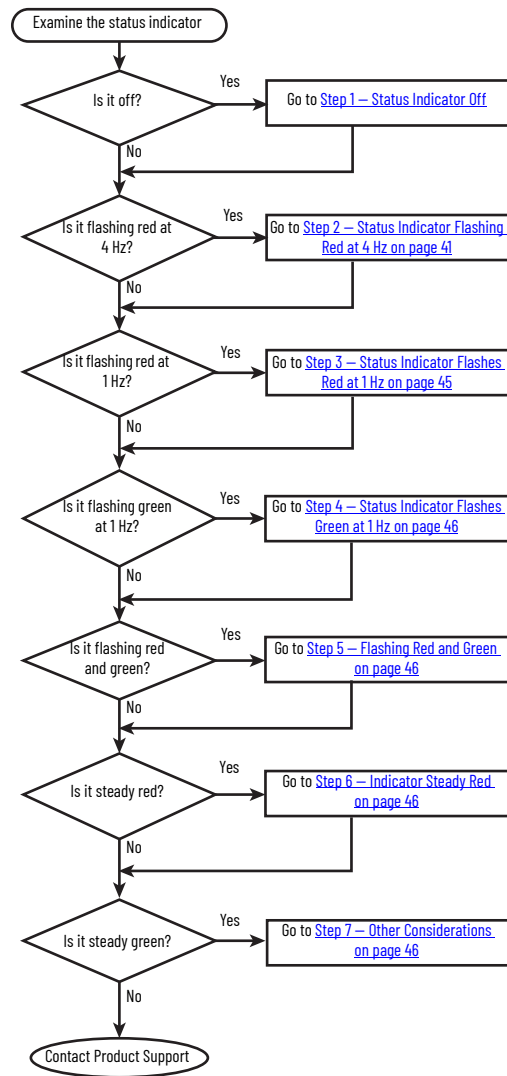 Examine the status indicator
Is it off?
Yes
Go to Step 1 – Status Indicator Off
No
Is it flashing red at
4 Hz?
Yes
Go to Step 2 – Status Indicator Flashing
Red at 4 Hz on page 41
No
Is it flashing red at
1 Hz?
Yes
Go to Step 3 – Status Indicator Flashes
Red at 1 Hz on page 45
No
Is it flashing green
at 1 Hz?
Yes
Go to Step 4 – Status Indicator Flashes
Green at 1 Hz on page 46
No
Is it flashing red
and green?
Yes
Go to Step 5 – Flashing Red and Green
on page 46
No
Is it steady red?
Yes
Go to Step 6 – Indicator Steady Red
on page 46
No
Is it steady green?
Yes
Go to Step 7 – Other Considerations
on page 46
No
Contact Product Support